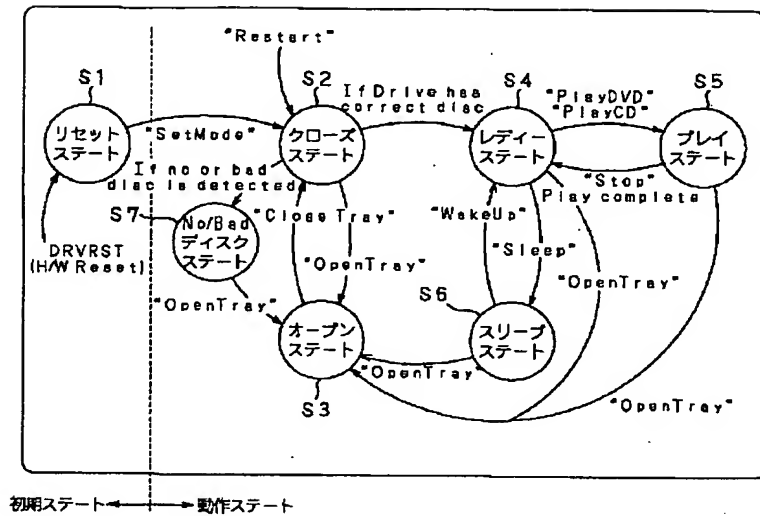 "Restart"
S1
S2
S4
S5
If Drive has
correct disc
"PlayDVD"
"PlayCD"
リセット
ステート
"SetMode"
クローズ
ステート
レディー
ステート
プレイ
ステート
If no or bad
disc is detected
"Stop"
Play complete
S7
No/Bad
ディスク
ステート
"Close Tray"
"WakeUp"
"Sleep"
DRVRST
(H/W Reset)
"OpenTray"
"OpenTray"
"OpenTray"
S6
オープン
ステート
スリープ
ステート
"OpenTray"
S3
"OpenTray"
初期ステート
動作ステート